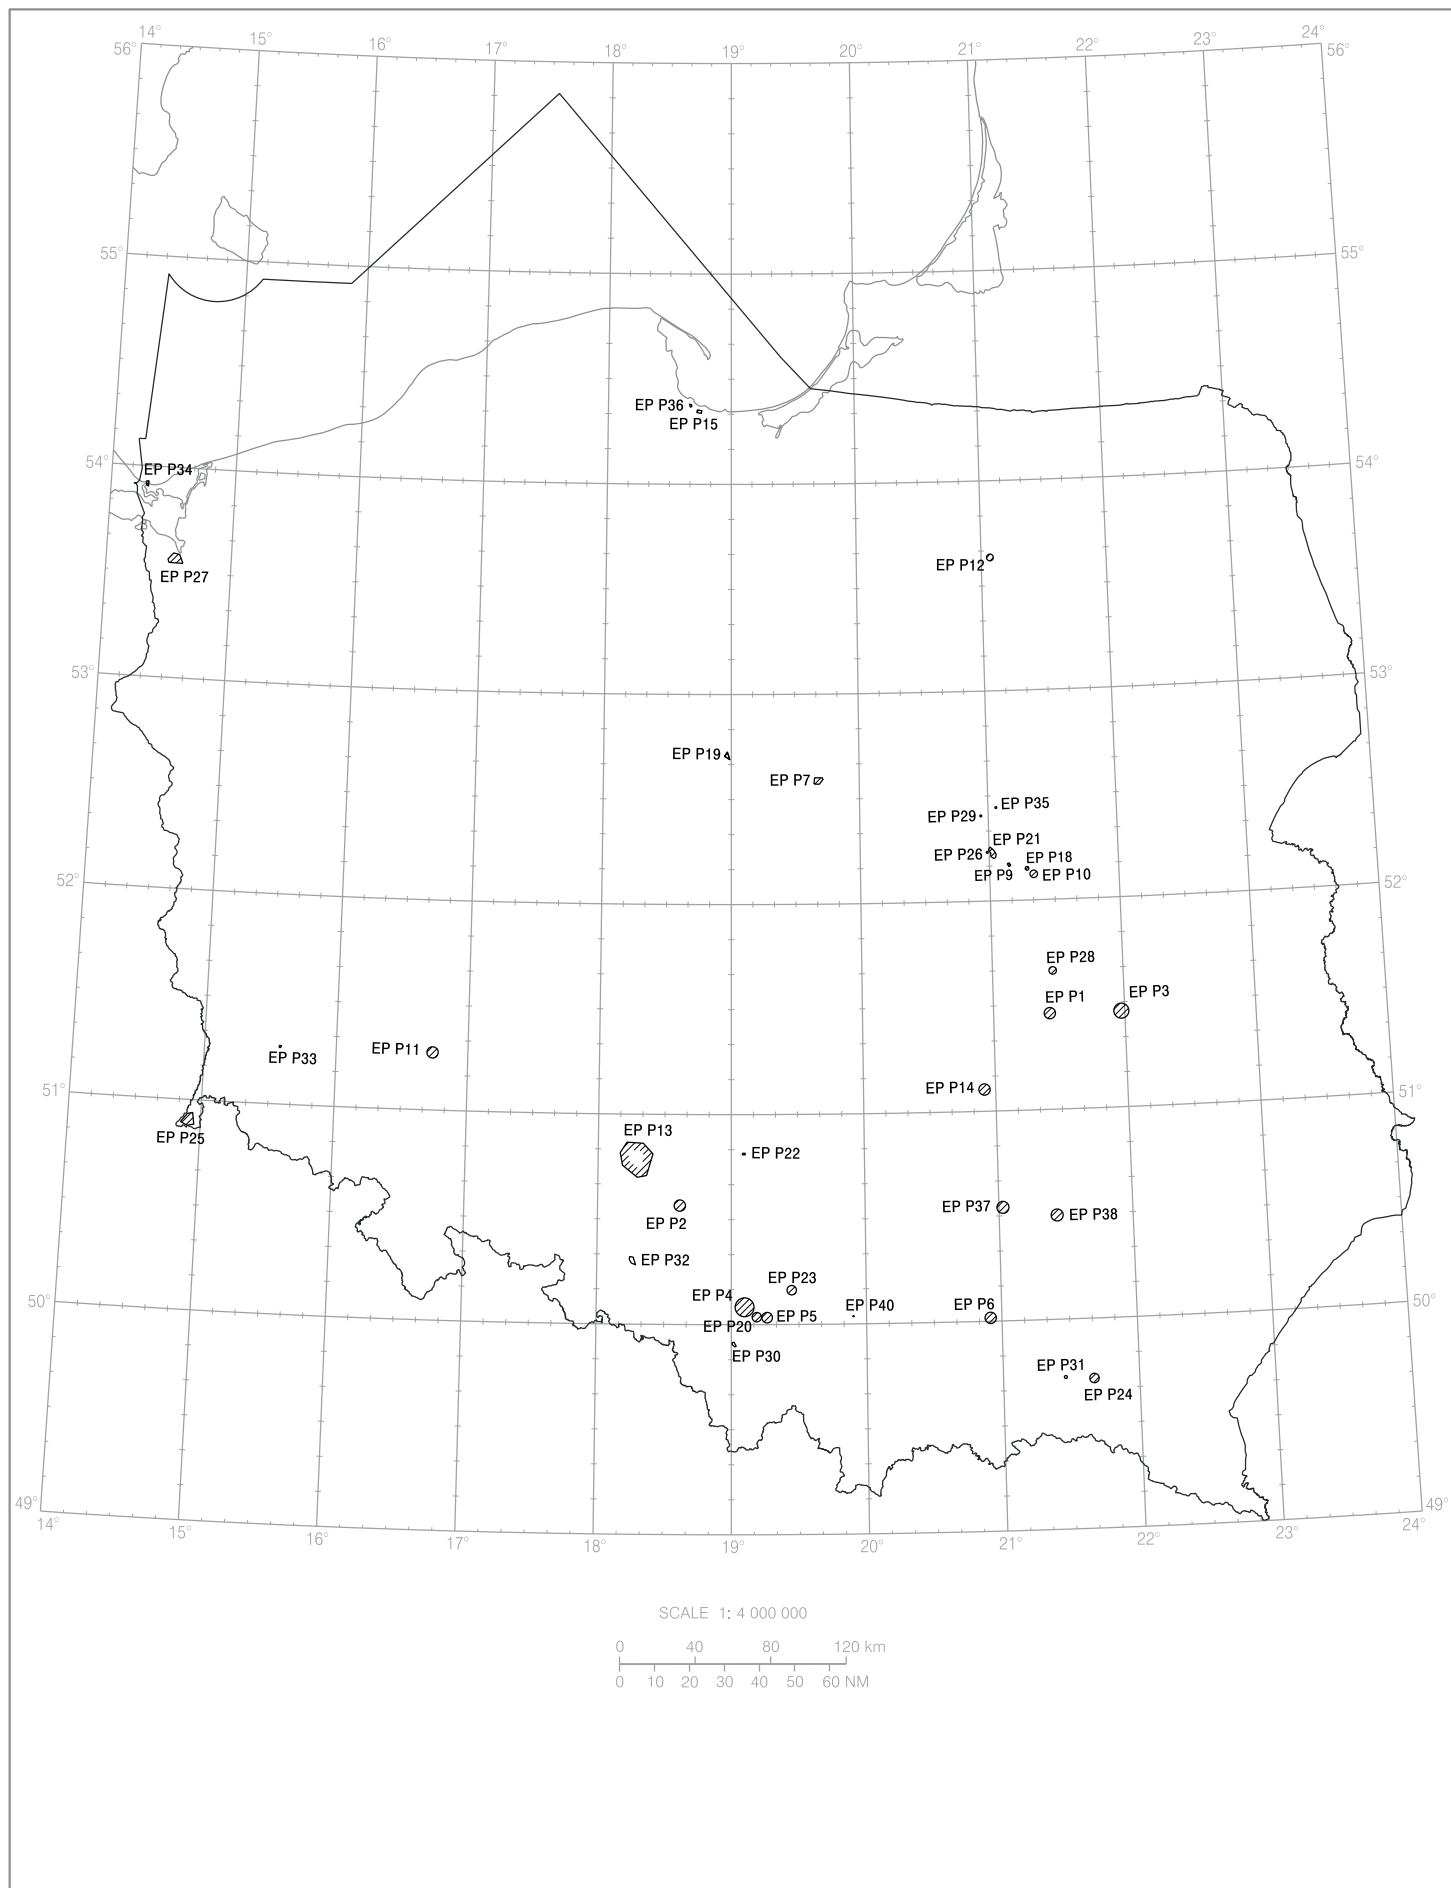 14° 15° 16° 17° 18° 19° 20° 21° 22° 23° 24°
56° 56°
55° 55°
EP P36
EP P15
54° 54°
EP P34
EP P27
EP P12
53° 53°
EP P19
EP P7
EP P35
EP P29
EP P21
EP P26
EP P18
EP P9 EP P10
52° 52°
EP P28
EP P3
EP P1
EP P11
EP P33
EP P14
51° 51°
EP P25
EP P13
EP P22
EP P37
EP P38
EP P2
EP P32
EP P23
EP P4
50° 50°
EP P40
EP P6
EP P5
EP P20
EP P30
EP P31
EP P24
49° 49°
14° 15° 16° 17° 18° 19° 20° 21° 22° 23° 24°
SCALE 1: 4 000 000
0 40 80 120 km
0 10 20 30 40 50 60 NM